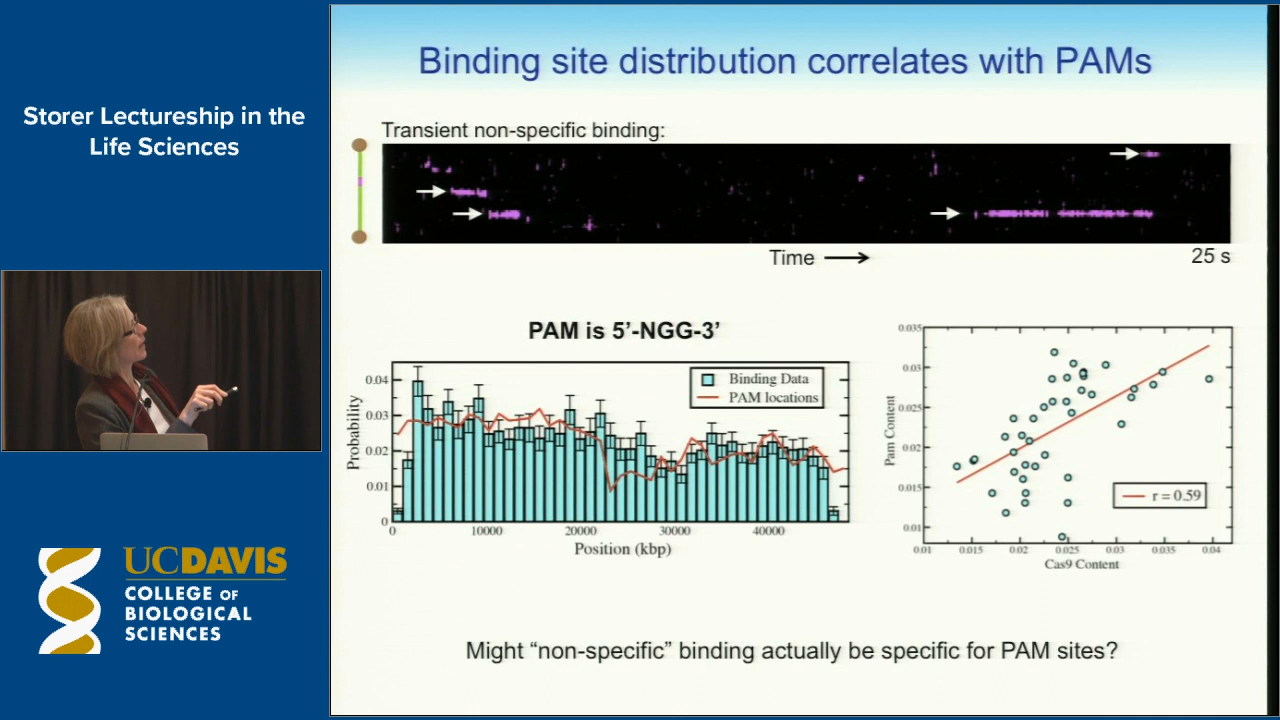 Storer Lectureship in the
Life Sciences
UCDAVIS
COLLEGE OF
BIOLOGICAL
SCIENCES
Binding site distribution correlates with PAMs
Transient non-specific binding:
Time
25 s
PAM is 5’-NGG-3’
Probability
0.04
0.03
0.02
0.01
0
Binding Data
PAM locations
0
10000
20000
30000
40000
Position (kbp)
Pam Content
0.035
0.03
0.025
0.02
0.015
0.01
r = 0.59
0.01
0.015
0.02
0.025
0.03
0.035
0.04
Cas9 Content
Might “non-specific” binding actually be specific for PAM sites?